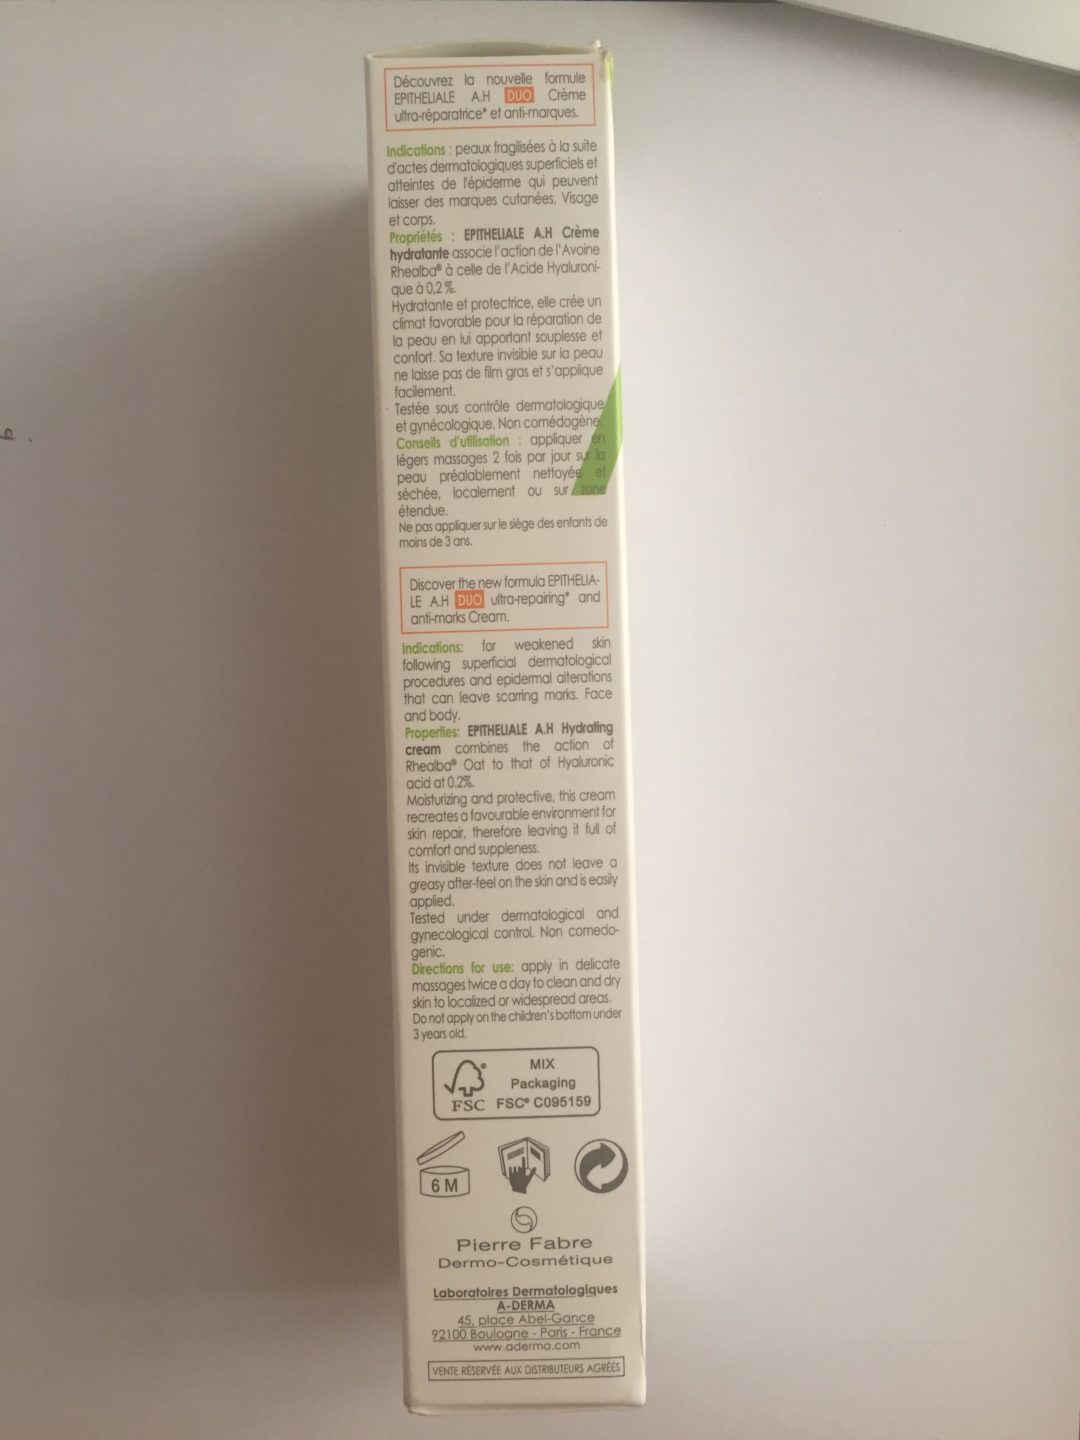 Découvrez la nouvelle formule
EPITHELIALE A.H DUO Crème
ultra-réparatrice* et anti-marques.
Indications : peaux fragilisées à la suite
d'actes dermatologiques superficiels et
atteintes de l'épiderme qui peuvent
laisser des marques cutanées. Visage
et corps.
Propriétés : EPITHELIALE A.H Crème
hydratante associe l'action de l'Avoine
Rhealba® à celle de l'Acide Hyaluroni-
que à 0,2 %.
Hydratante et protectrice, elle crée un
climat favorable pour la réparation de
la peau en lui apportant souplesse et
confort. Sa texture invisible sur la peau
ne laisse pas de film gras et s'applique
facilement.
Testée sous contrôle dermatologique
et gynécologique. Non comédogène.
Conseils d'utilisation : appliquer en
légers massages 2 fois par jour sur la
peau préalablement nettoyée et
séchée, localement ou sur zone
étendue.
Ne pas appliquer sur le siège des enfants de
moins de 3 ans.
Discover the new formula EPITHELIA-
LE A.H DUO ultra-repairing* and
anti-marks Cream.
Indications: for weakened skin
following superficial dermatological
procedures and epidermal alterations
that can leave scarring marks. Face
and body.
Properties: EPITHELIALE A.H Hydrating
cream combines the action of
Rhealba® Oat to that of Hyaluronic
acid at 0.2%.
Moisturizing and protective, this cream
recreates a favourable environment for
skin repair, therefore leaving it full of
comfort and suppleness.
Its invisible texture does not leave a
greasy after-feel on the skin and is easily
applied.
Tested under dermatological and
gynecological control. Non comedo-
genic.
Directions for use: apply in delicate
massages twice a day to clean and dry
skin to localized or widespread areas.
Do not apply on the children's bottom under
3 years old.
MIX
Packaging
FSC FSC® C095159
6 M
Pierre Fabre
Dermo-Cosmétique
Laboratoires Dermatologiques
A-DERMA
45, place Abel-Gance
92100 Boulogne - Paris - France
www.aderma.com
VENTE RÉSERVÉE AUX DISTRIBUTEURS AGRÉÉS